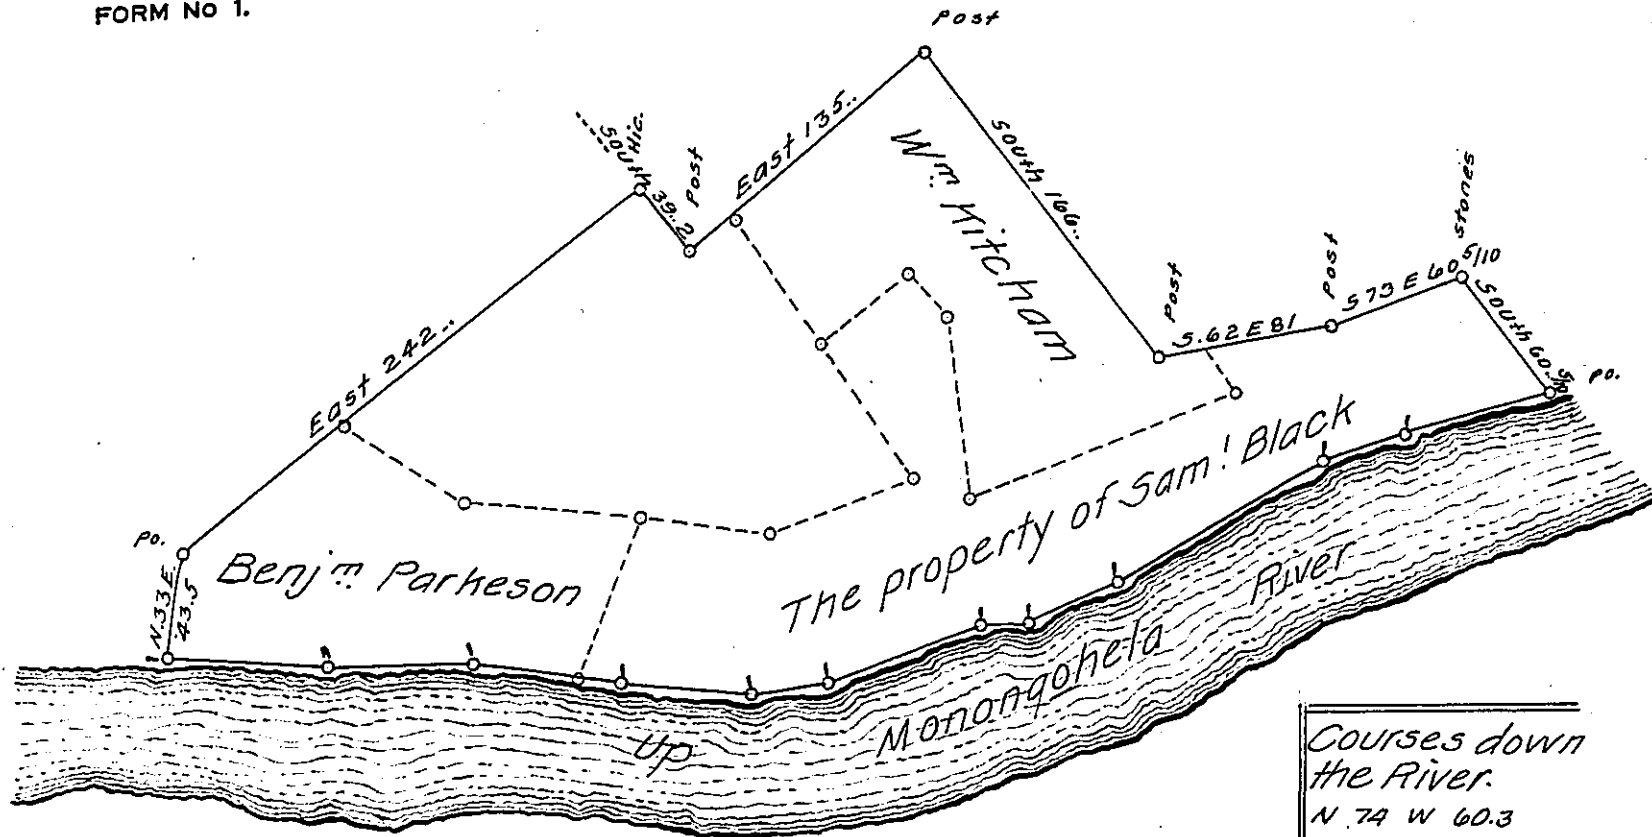 FORM No 1.
Post
South
Hic.
39..2
Post
East 135..
Wm. Kitcham
South 166..
East 242..
Post
S.62 E 81
Post
S 73 E 60 5/10
Stones
South 60. 5/10
Po.
Po.
N.33 E.
43.5
Benjm. Parkeson
The property of Sam! Black
Up
Monongohela
River
Courses down
the River.
N 74 W 60.3